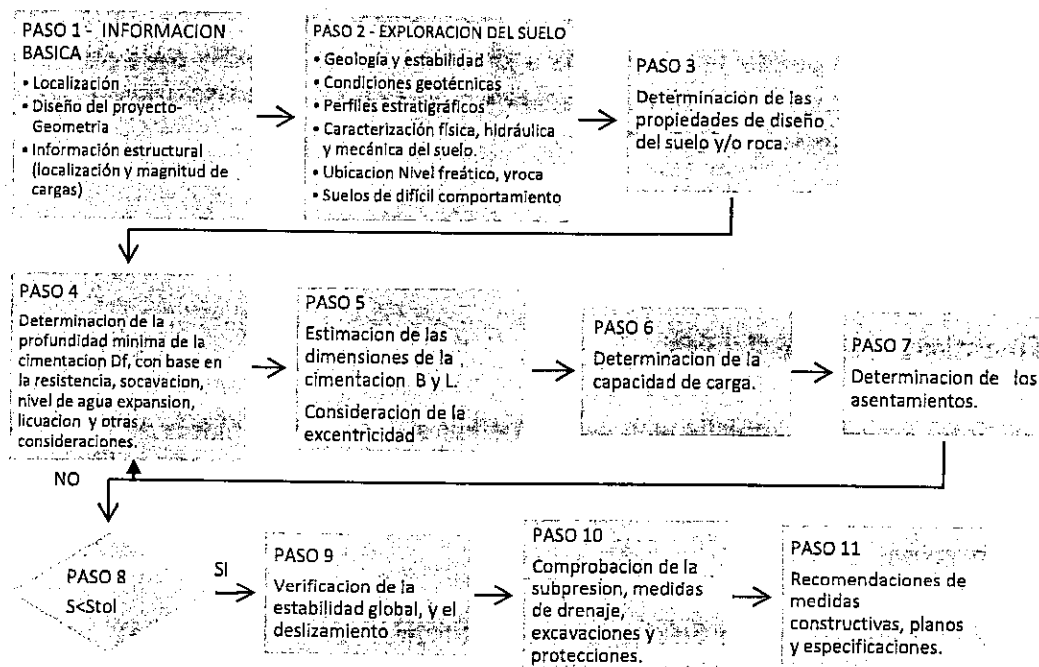 PASO 1 - INFORMACION
BASICA
• Localización
• Diseño del proyecto-
Geometria
• Información estructural
(localización y magnitud de
cargas)
PASO 2 - EXPLORACION DEL SUELO
• Geología y estabilidad
• Condiciones geotécnicas
• Perfiles estratigráficos
• Caracterización física, hidráulica
y mecánica del suelo.
• Ubicacion Nivel freático, yroca
• Suelos de difícil comportamiento
PASO 3
Determinacion de las
propiedades de diseño
del suelo y/o roca.
PASO 4
Determinacion de la
profundidad minima de la
cimentacion Df, con base en
la resistencia, socavacion,
nivel de agua expansion,
licuacion y otras
consideraciones.
PASO 5
Estimacion de las
dimensiones de la
cimentacion B y L.
Consideracion de la
excentricidad
PASO 6
Determinacion de la
capacidad de carga.
PASO 7
Determinacion de los
asentamientos.
NO
PASO 8
S<Stol
SI
PASO 9
Verificacion de la
estabilidad global, y el
deslizamiento
PASO 10
Comprobacion de la
subpresion, medidas
de drenaje,
excavaciones y
protecciones.
PASO 11
Recomendaciones de
medidas
constructivas, planos
y especificaciones.